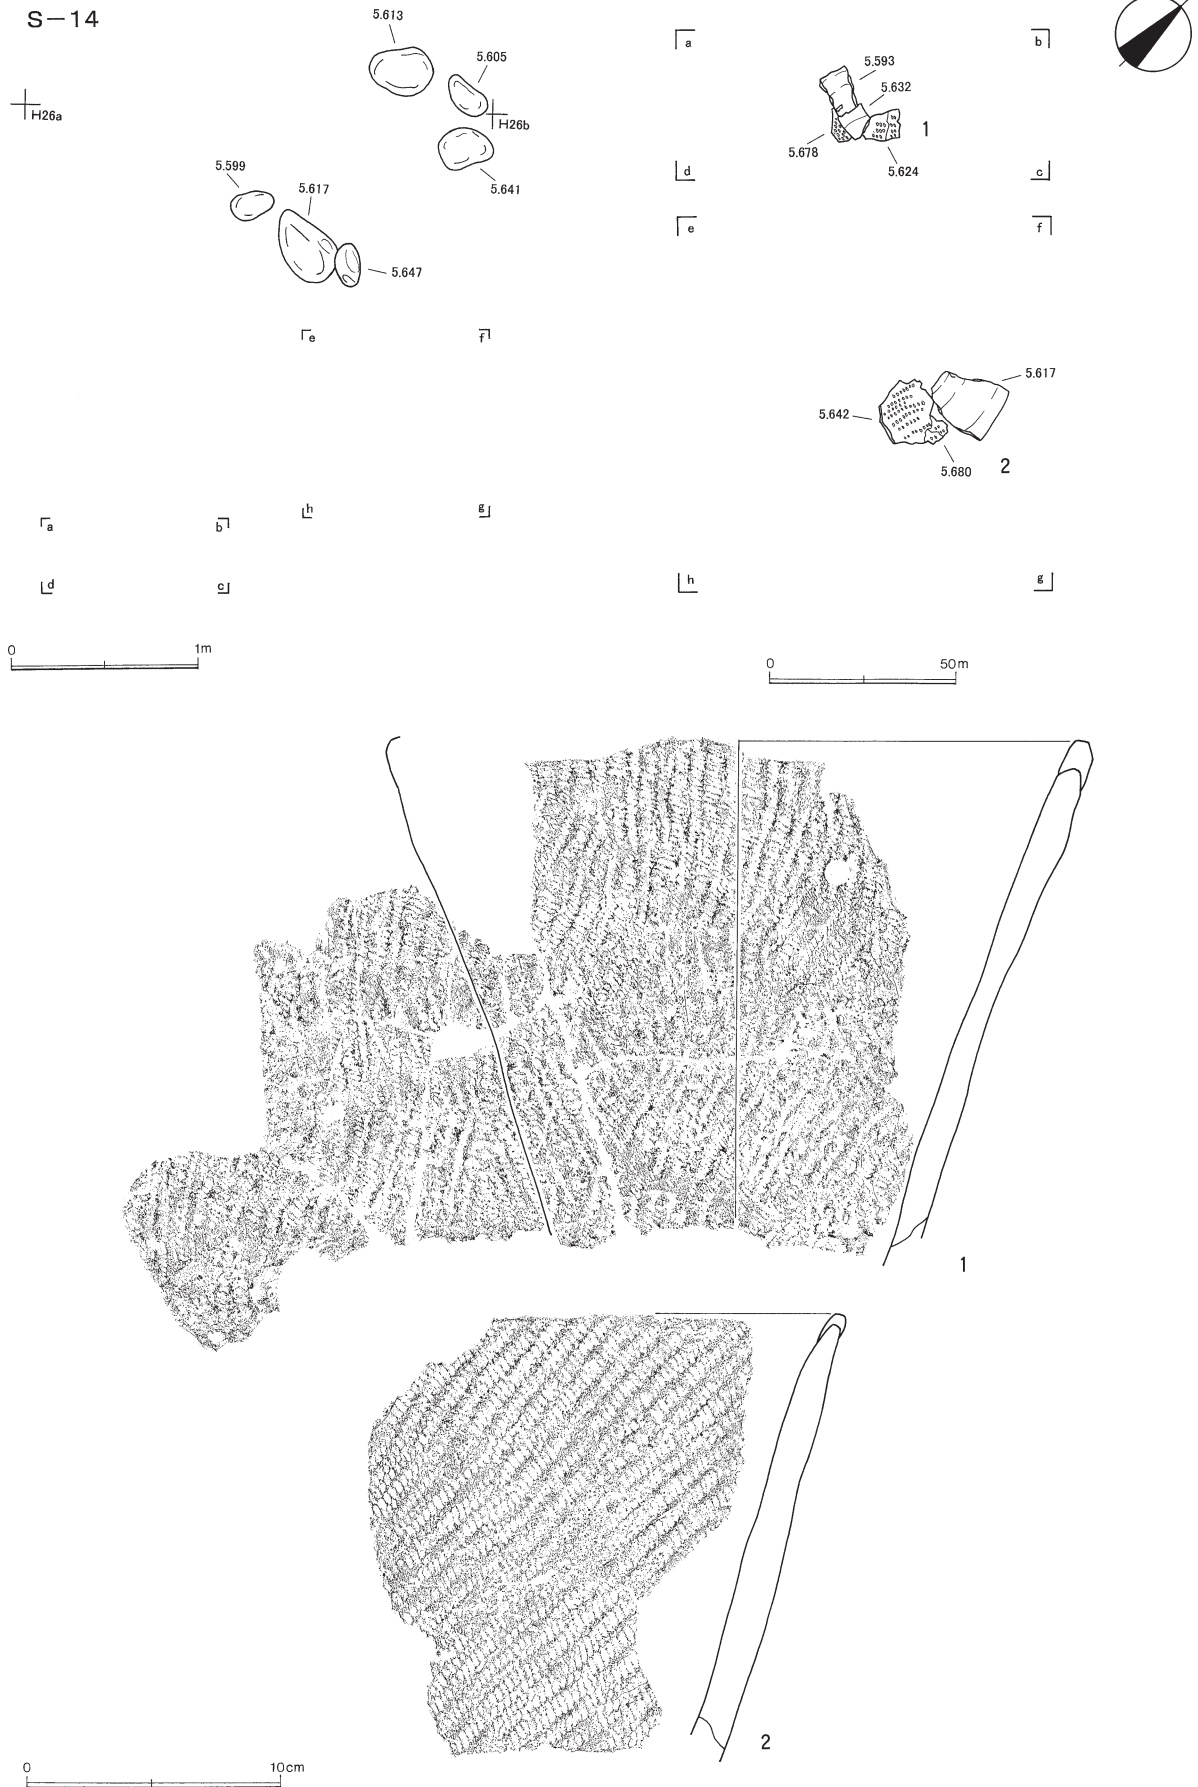 S－14
5.613
5.605
H26a
H26b
5.641
5.599
5.617
5.647
e f
h g
a b
d c
0 1m
a b
5.593
5.632
1
5.678
5.624
d c
e f
5.617
5.642
5.680
2
h g
0 50m
1
2
0 10cm